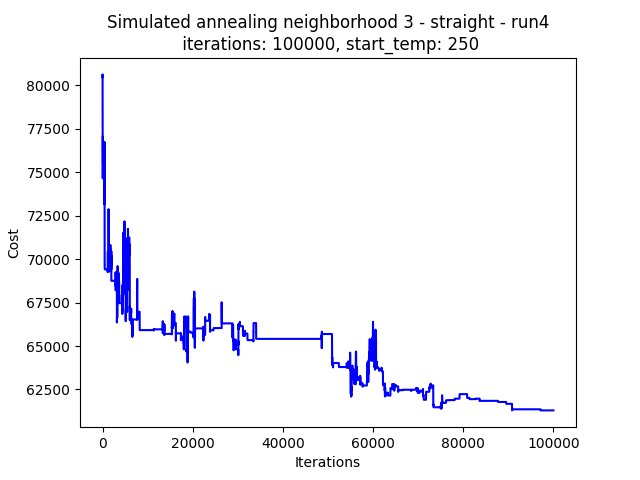 Simulated annealing neighborhood 3 - straight - run4
iterations: 100000, start_temp: 250
80000
77500
75000
72500
70000
67500
65000
62500
Cost
0 20000 40000 60000 80000 100000
Iterations